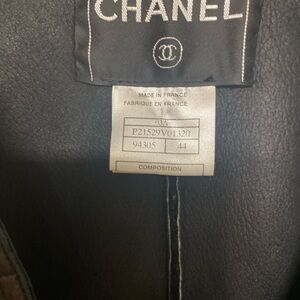 CHANEL
MADE IN FRANCE
FABRIQUE EN FRANCE
03A
P21529V01320
94305 44
COMPOSITION